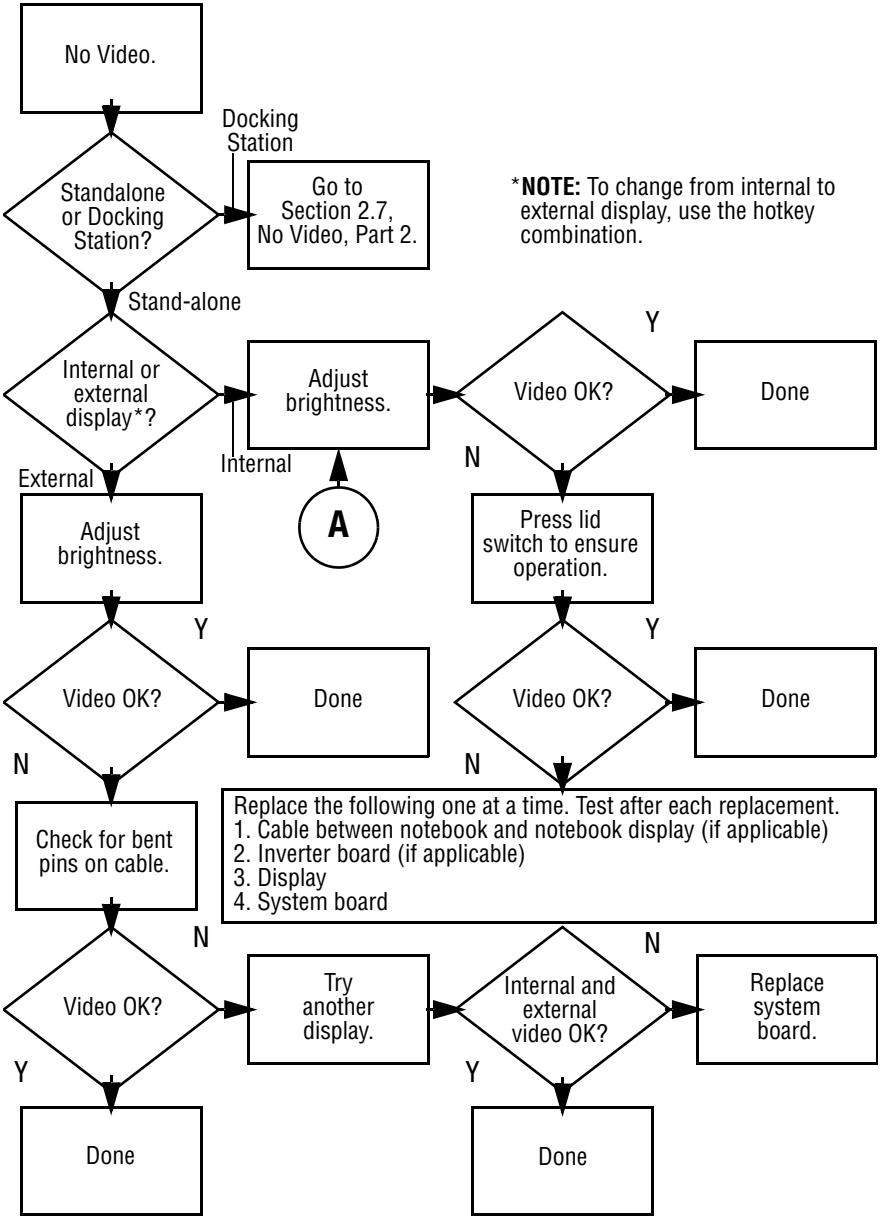 No Video.
Docking
Station
Standalone
or Docking
Station?
Go to
Section 2.7,
No Video, Part 2.
*NOTE: To change from internal to
external display, use the hotkey
combination.
Stand-alone
Internal or
external
display*?
Internal
External
Adjust
brightness.
A
Video OK?
Y
Done
N
Press lid
switch to ensure
operation.
Adjust
brightness.
Video OK?
Y
Done
N
Video OK?
Y
Done
N
Replace the following one at a time. Test after each replacement.
1. Cable between notebook and notebook display (if applicable)
2. Inverter board (if applicable)
3. Display
4. System board
Check for bent
pins on cable.
Video OK?
N
Try
another
display.
Internal and
external
video OK?
N
Replace
system
board.
Y
Done
Y
Done